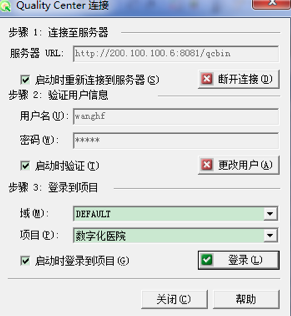 Quality Center 连接
步骤 1: 连接至服务器
服务器 URL: http://200.100.100.6:8081/qcbin
启动时重新连接到服务器(S) 断开连接(D)
步骤 2: 验证用户信息
用户名(U): wanghf
密码(W): *****
启动时验证(T) 更改用户(A)
步骤 3: 登录到项目
域(M): DEFAULT
项目(P): 数字化医院
启动时登录到项目(G) 登录(L)
关闭(C) 帮助